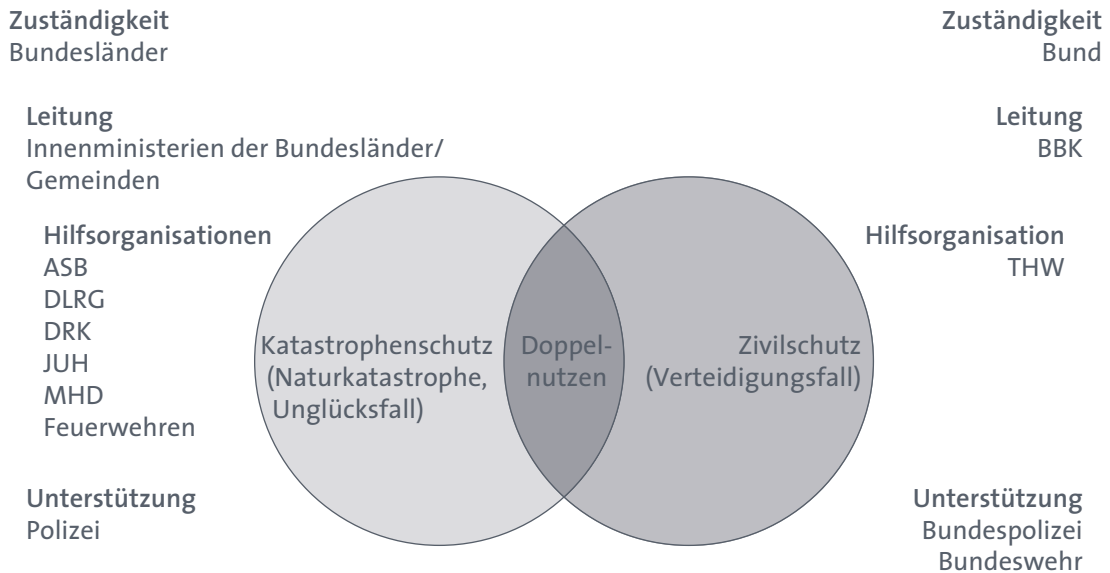 Zuständigkeit
Bundesländer
Leitung
Innenministerien der Bundesländer/
Gemeinden
Hilfsorganisationen
ASB
DLRG
DRK
JUH
MHD
Feuerwehren
Unterstützung
Polizei
Katastrophenschutz
(Naturkatastrophe,
Unglücksfall)
Doppel-
nutzen
Zivilschutz
(Verteidigungsfall)
Zuständigkeit
Bund
Leitung
BBK
Hilfsorganisation
THW
Unterstützung
Bundespolizei
Bundeswehr